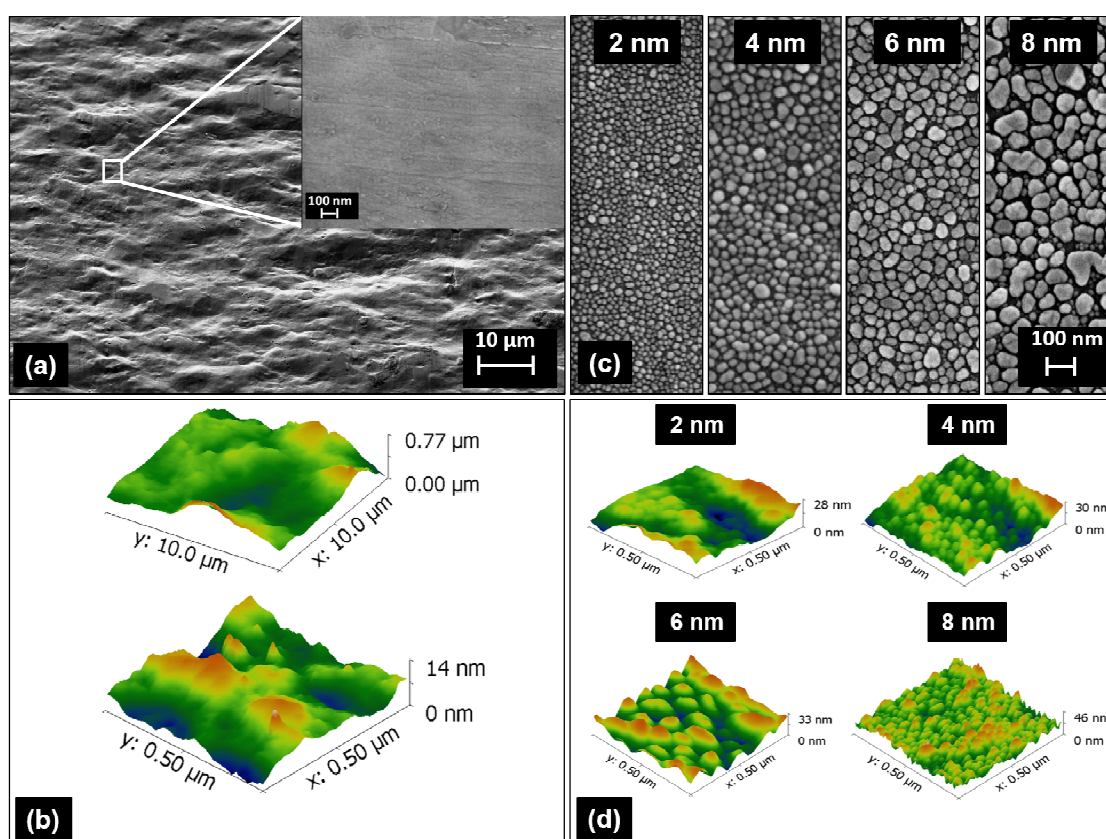 100 nm
10 µm
(a)
2 nm
4 nm
6 nm
8 nm
100 nm
(c)
0.77 µm
0.00 µm
y: 10.0 µm
x: 10.0 µm
14 nm
0 nm
y: 0.50 µm
x: 0.50 µm
(b)
2 nm
4 nm
28 nm
0 nm
y: 0.50 µm
x: 0.50 µm
30 nm
0 nm
y: 0.50 µm
x: 0.50 µm
6 nm
8 nm
33 nm
0 nm
y: 0.50 µm
x: 0.50 µm
46 nm
0 nm
y: 0.50 µm
x: 0.50 µm
(d)